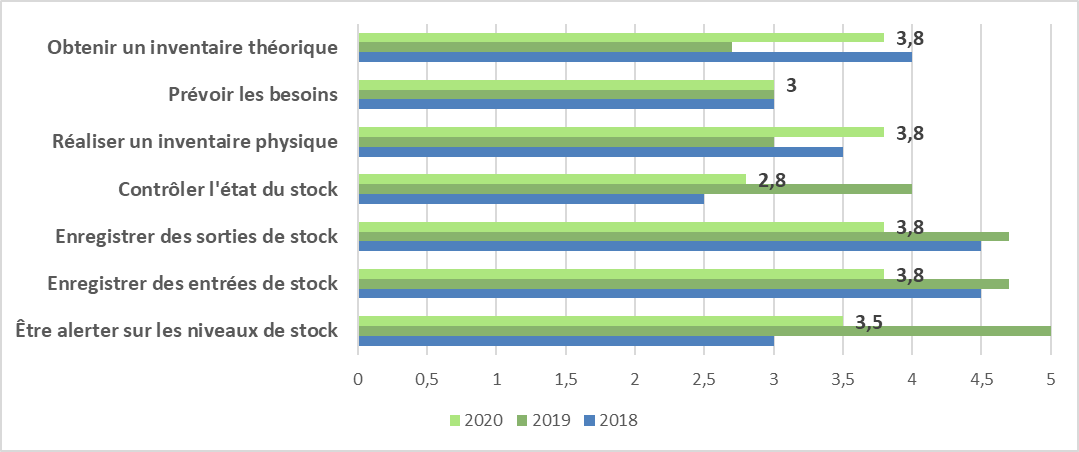 Obtenir un inventaire théorique
3,8
Prévoir les besoins
3
Réaliser un inventaire physique
3,8
Contrôler l'état du stock
2,8
Enregistrer des sorties de stock
3,8
Enregistrer des entrées de stock
3,8
Être alerter sur les niveaux de stock
3,5
0 0,5 1 1,5 2 2,5 3 3,5 4 4,5 5
2020 2019 2018